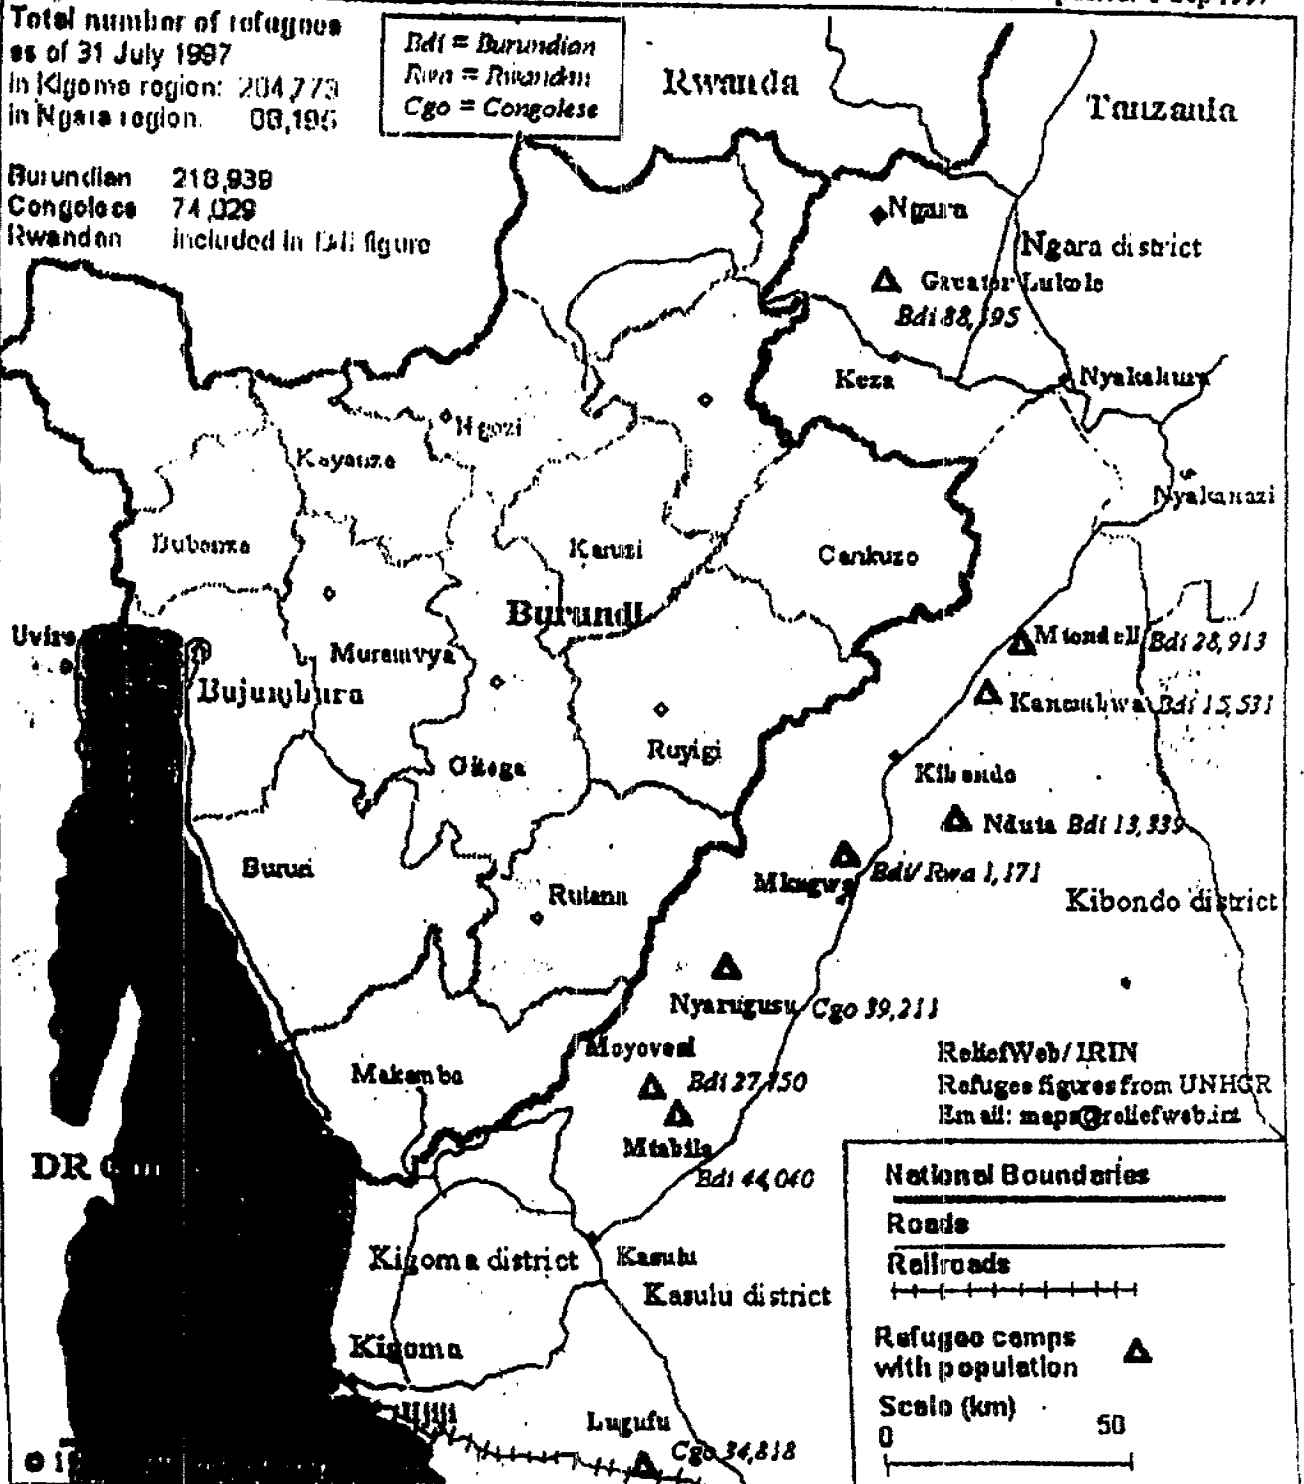 Total number of refugees
as of 31 July 1997
in Kigoma region: 204,773
in Ngara region:
Burundian 218,939
Congolese 74,029
Rwandan included in Bdi figure
Bdi = Burundian
Rwa = Rwandan
Cgo = Congolese
Rwanda
Tanzania
Ngara
Ngara district
Greater Lukole
Bdi 88,195
Keza
Nyakahura
Ngozi
Kayanza
Nyakanazi
Bubanza
Karuzi
Cankuzo
Burundi
Uvira
Mtendeli Bdi 28,913
Muramvya
Bujumbura
Kanembwa Bdi 15,531
Ruyigi
Gitega
Kibondo
Nduta Bdi 13,339
Bururi
Mkugwa Bdi/ Rwa 1,171
Rutana
Kibondo district
Nyarugusu Cgo 39,211
Moyovosi
ReliefWeb/ IRIN
Makamba
Bdi 27,750
Refugee figures from UNHCR
Email: maps@reliefweb.int
Mtabila
DR
Bdi 44,040
National Boundaries
Roads
Kigoma district
Kasulu
Railroads
Kasulu district
Kigoma
Refugee camps
with population
Scale (km)
Ujiji
Lugufu
0 50
Cgo 34,818
©